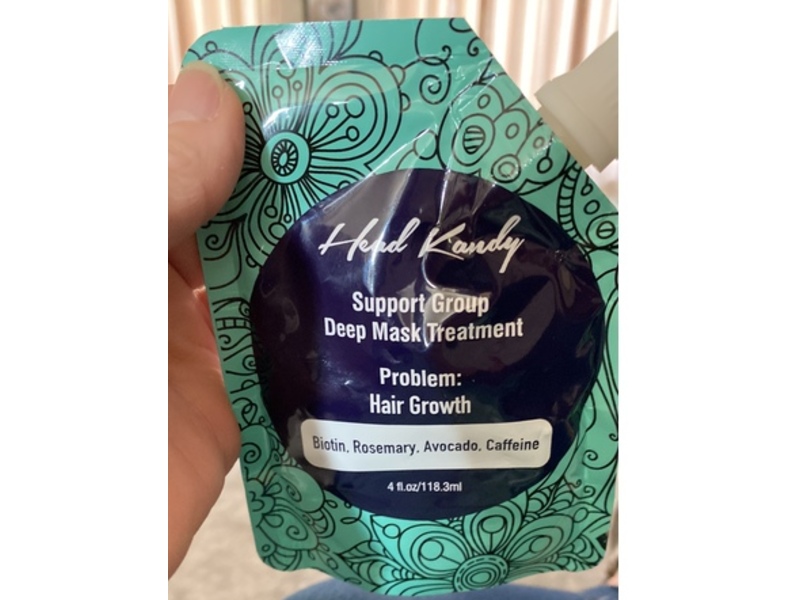 Head Kandy
Support Group
Deep Mask Treatment
Problem:
Hair Growth
Biotin, Rosemary, Avocado, Caffeine
4 fl.oz/118.3ml